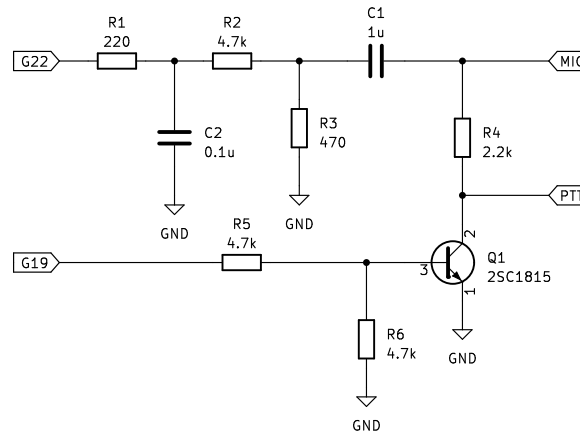 C1
1u
R1
220
R2
4.7k
G22
MIC
R3
470
C2
0.1u
R4
2.2k
PTT
GND
GND
R5
4.7k
G19
2
3
Q1
2SC1815
1
R6
4.7k
GND
GND